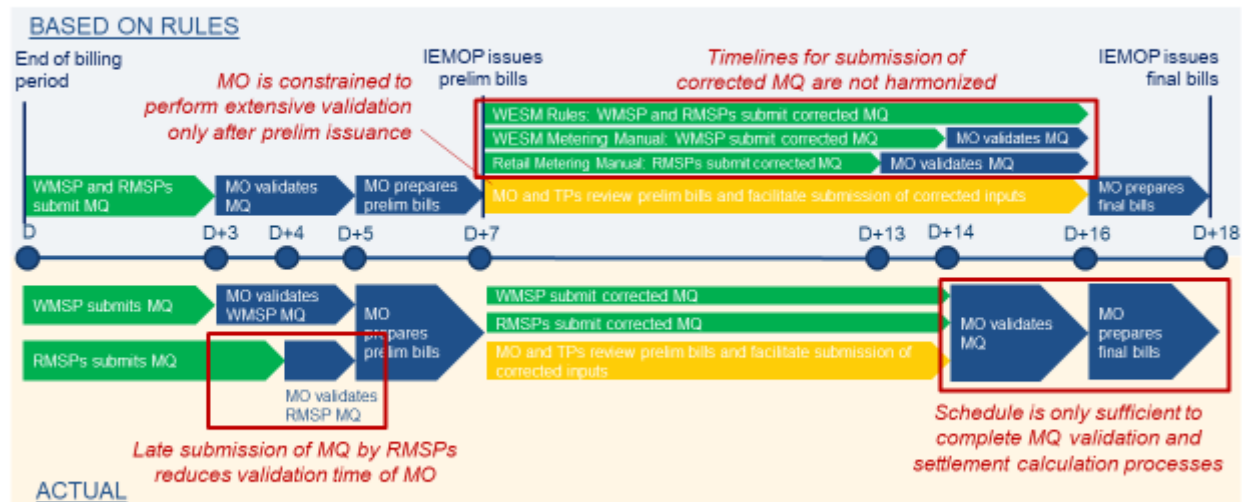 BASED ON RULES
End of billing
period
MO is constrained to
perform extensive validation
only after prelim issuance
IEMOP issues
prelim bills
Timelines for submission of
corrected MQ are not harmonized
IEMOP issues
final bills
WESM Rules: WMSP and RMSPs submit corrected MQ
WESM Metering Manual: WMSP submit corrected MQ
MO validates MQ
Retail Metering Manual: RMSPs submit corrected MQ
MO validates MQ
WMSP and RMSPs
submit MQ
MO validates
MQ
MO prepares
prelim bills
MO and TPs review prelim bills and facilitate submission of corrected inputs
MO prepares
final bills
D
D+3
D+4
D+5
D+7
D+13
D+14
D+16
D+18
WMSP submits MQ
MO validates
WMSP MQ
MO
prepares
prelim bills
WMSP submit corrected MQ
RMSPs submit corrected MQ
MO validates
MQ
MO
prepares
final bills
RMSPs submits MQ
MO and TPs review prelim bills and facilitate submission of
corrected inputs
MO validates
RMSP MQ
Late submission of MQ by RMSPs
reduces validation time of MO
Schedule is only sufficient to
complete MQ validation and
settlement calculation processes
ACTUAL